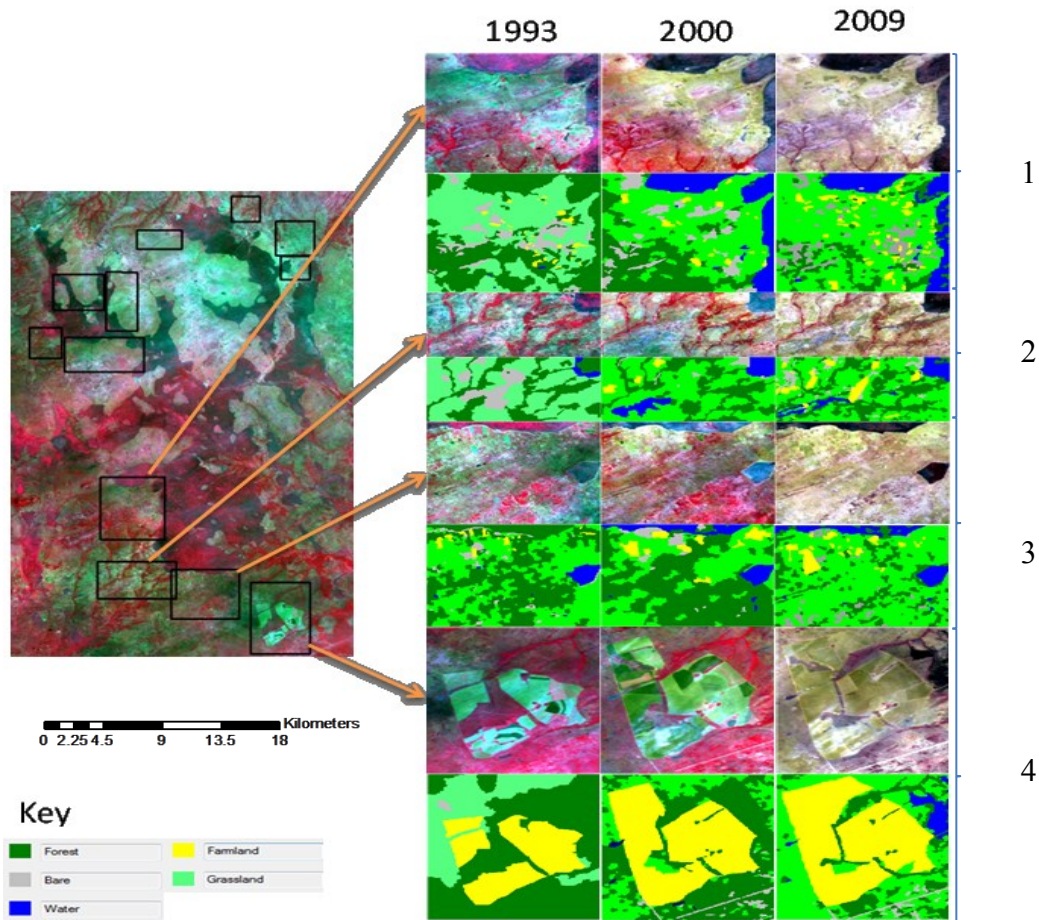 1993 2000 2009
1
2
3
4
Kilometers
0 2.25 4.5 9 13.5 18
Key
Forest Farmland
Bare Grassland
Water